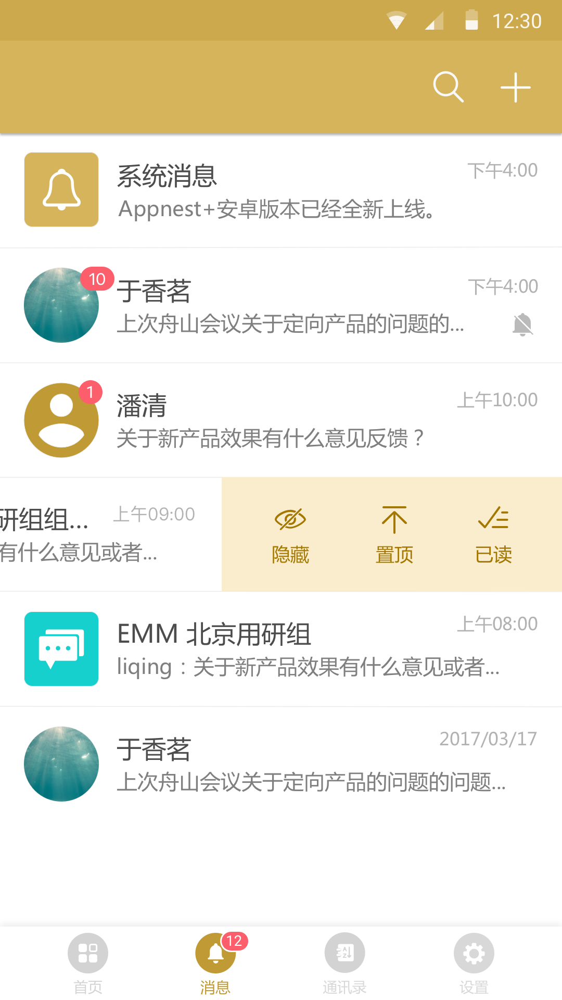 12:30
系统消息
下午4:00
Appnest+安卓版本已经全新上线。
10
于香茗
下午4:00
上次舟山会议关于定向产品的问题的...
1
潘清
上午10:00
关于新产品效果有什么意见反馈？
研组组...
上午09:00
有什么意见或者...
隐藏
置顶
已读
EMM 北京用研组
上午08:00
liqing：关于新产品效果有什么意见或者...
于香茗
2017/03/17
上次舟山会议关于定向产品的问题的问题...
12
A
Z
首页
消息
通讯录
设置